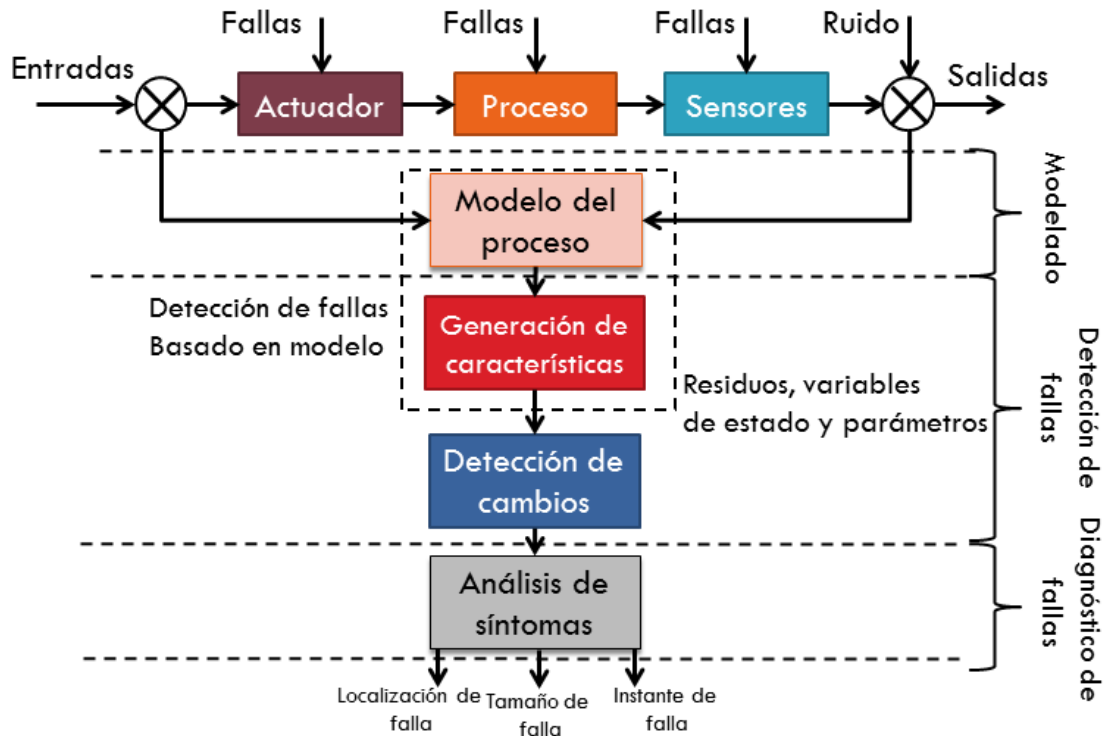 Fallas
Fallas
Fallas
Ruido
Entradas
Salidas
Actuador
Proceso
Sensores
Modelo del
proceso
Modelado
Detección de fallas
Basado en modelo
Generación de
características
Residuos, variables
de estado y parámetros
Detección de
fallas
Detección de
cambios
Análisis de
síntomas
Diagnóstico de
fallas
Localización de
falla
Tamaño de
falla
Instante de
falla